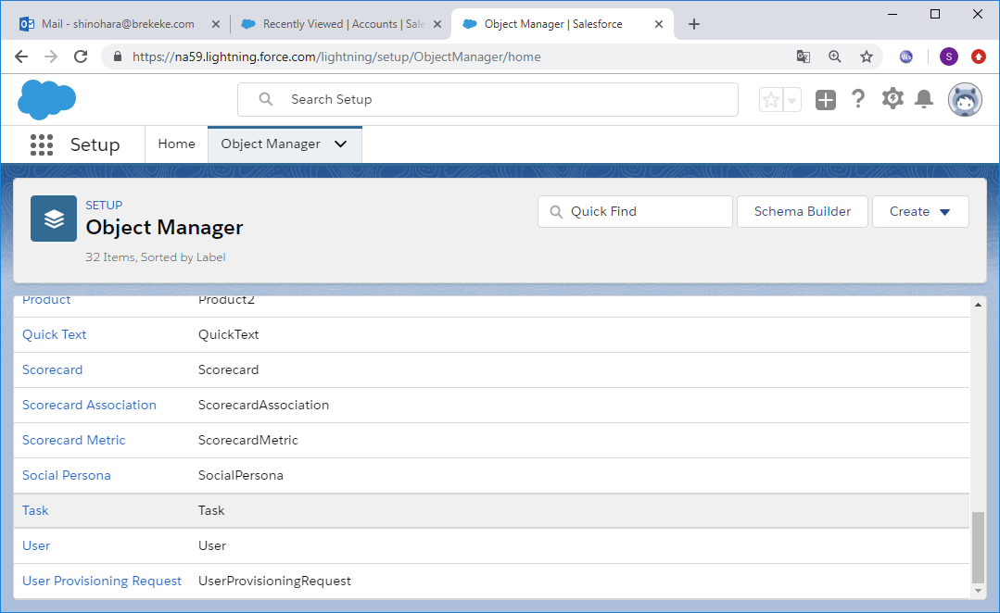 Mail - shinohara@brekeke.com
Recently Viewed | Accounts | Sale
Object Manager | Salesforce
https://na59.lightning.force.com/lightning/setup/ObjectManager/home
S
Search Setup
Setup
Home
Object Manager
SETUP
Object Manager
32 Items, Sorted by Label
Quick Find
Schema Builder
Create
Product Product2
Quick Text QuickText
Scorecard Scorecard
Scorecard Association ScorecardAssociation
Scorecard Metric ScorecardMetric
Social Persona SocialPersona
Task Task
User User
User Provisioning Request UserProvisioningRequest